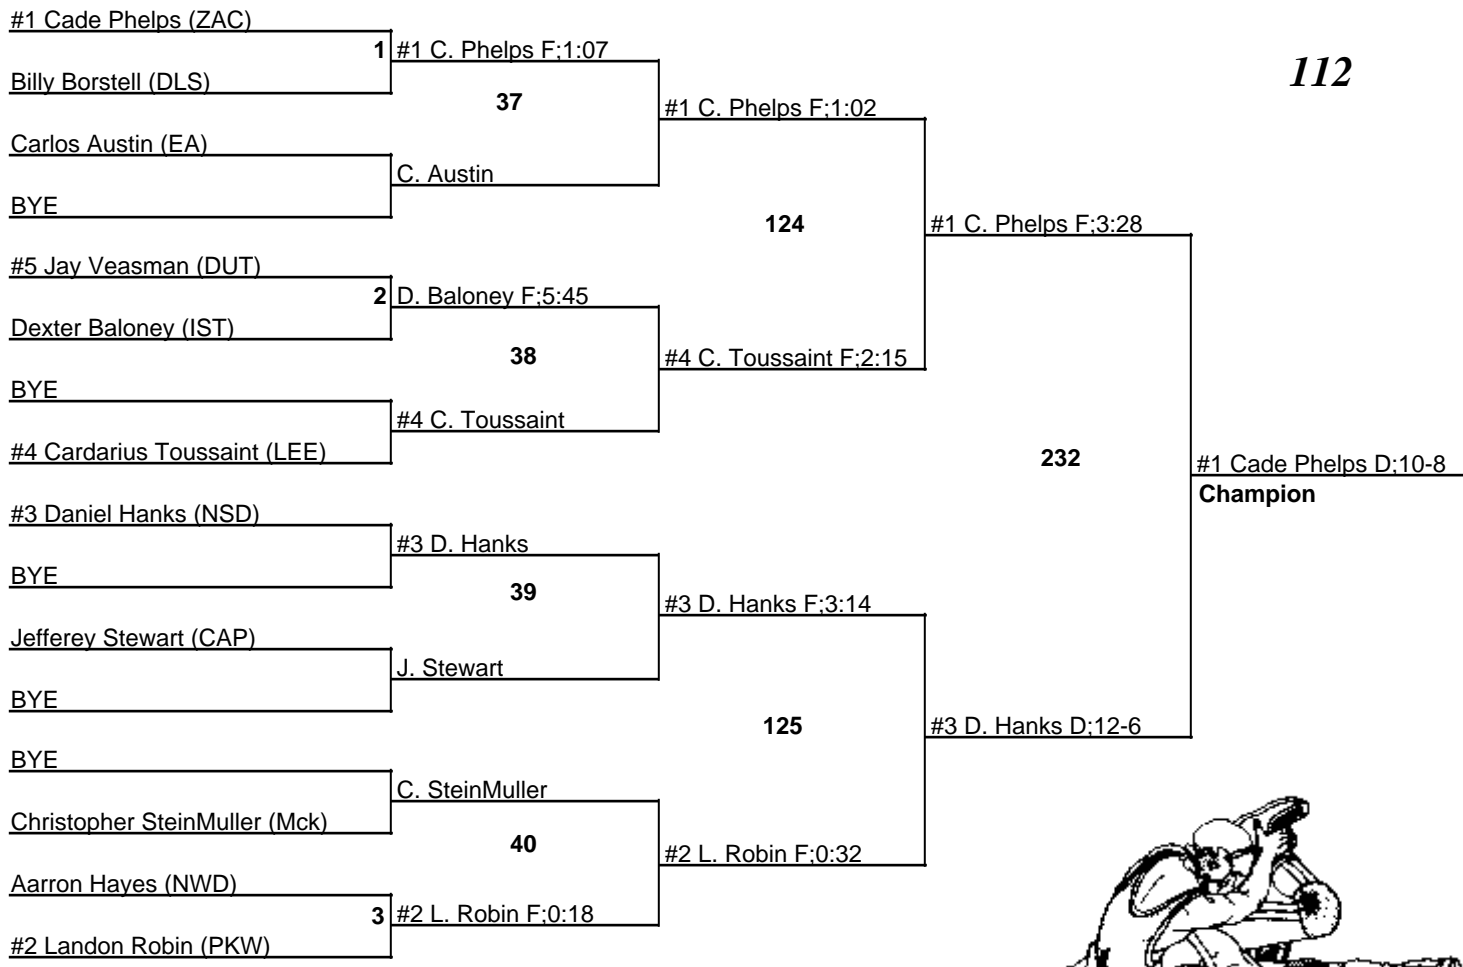 #1 Cade Phelps (ZAC)
1 #1 C. Phelps F;1:07
112
Billy Borstell (DLS)
37
#1 C. Phelps F;1:02
Carlos Austin (EA)
C. Austin
BYE
124
#1 C. Phelps F;3:28
#5 Jay Veasman (DUT)
2 D. Baloney F;5:45
Dexter Baloney (IST)
38
#4 C. Toussaint F;2:15
BYE
#4 C. Toussaint
#4 Cardarius Toussaint (LEE)
232
#1 Cade Phelps D;10-8
Champion
#3 Daniel Hanks (NSD)
#3 D. Hanks
BYE
39
#3 D. Hanks F;3:14
Jefferey Stewart (CAP)
J. Stewart
BYE
125
#3 D. Hanks D;12-6
BYE
C. SteinMuller
Christopher SteinMuller (Mck)
40
#2 L. Robin F;0:32
Aarron Hayes (NWD)
3 #2 L. Robin F;0:18
#2 Landon Robin (PKW)